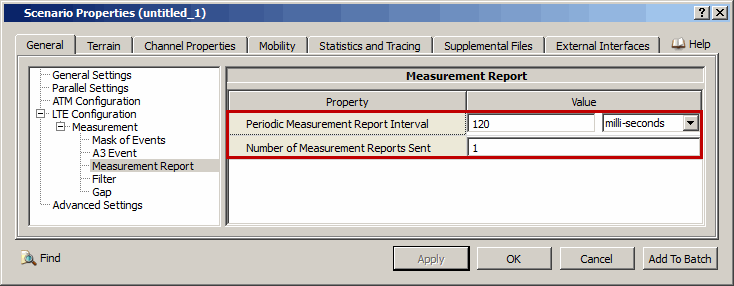 Scenario Properties (untitled_1)
General Terrain Channel Properties Mobility Statistics and Tracing Supplemental Files External Interfaces Help
General Settings
Parallel Settings
ATM Configuration
LTE Configuration
Measurement
Mask of Events
A3 Event
Measurement Report
Filter
Gap
Advanced Settings
Measurement Report
Property Value
Periodic Measurement Report Interval 120 milli-seconds
Number of Measurement Reports Sent 1
Find Apply OK Cancel Add To Batch